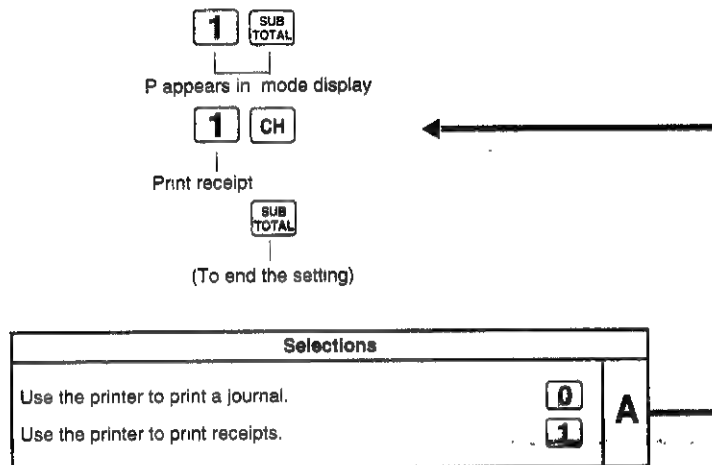 1 SUB TOTAL
P appears in mode display
1 CH
Print receipt
SUB TOTAL
(To end the setting)
Selections
Use the printer to print a journal. 0
Use the printer to print receipts. 1
A